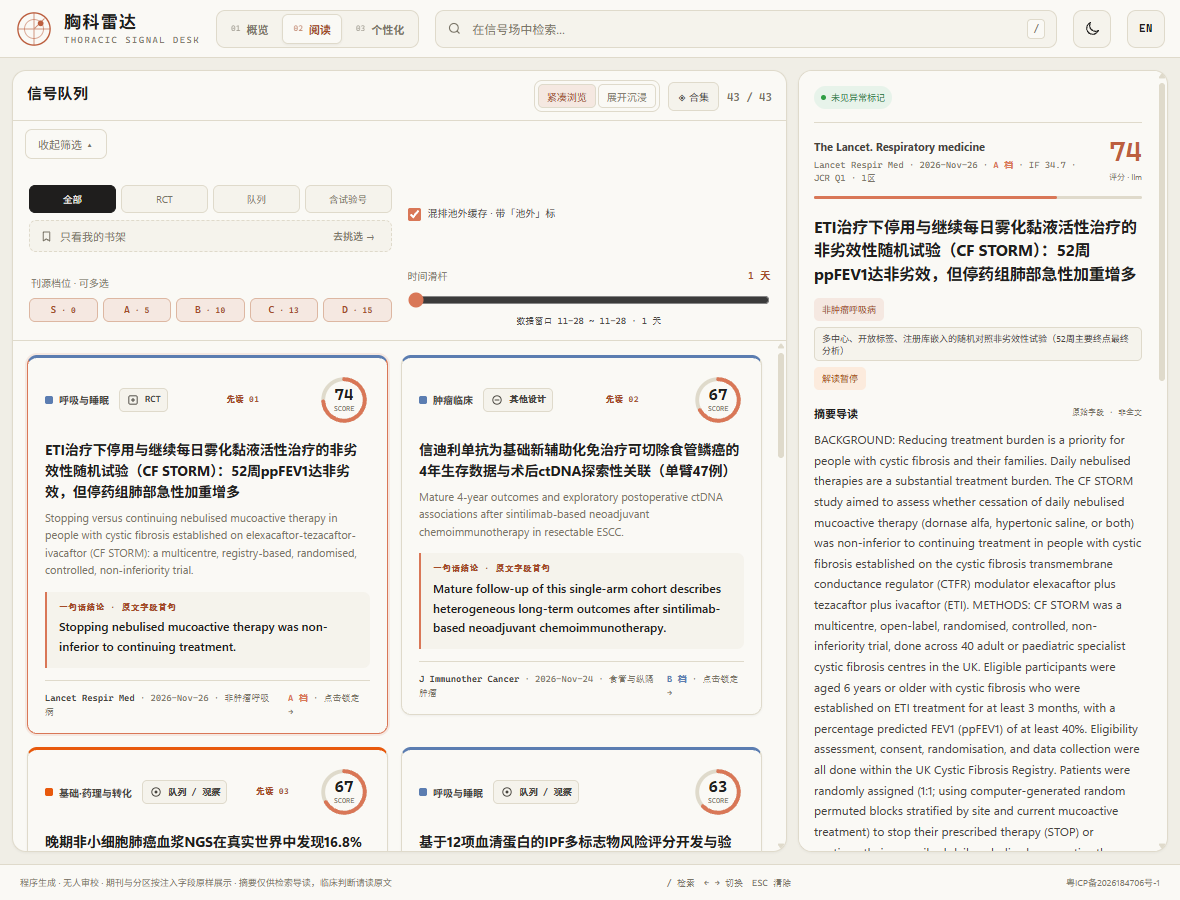 胸科雷达
THORACIC SIGNAL DESK
01 概览
02 阅读
03 个性化
在信号场中检索...
/
EN
信号队列
紧凑浏览
展开沉浸
◈ 合集
43 / 43
收起筛选 ▴
全部
RCT
队列
含试验号
只看我的书架
去挑选 →
混排池外缓存 · 带「池外」标
刊源档位 · 可多选
S · 0
A · 5
B · 10
C · 13
D · 15
时间滑杆
1 天
数据窗口 11-28 ~ 11-28 · 1 天
呼吸与睡眠
RCT
先读 01
74
SCORE
ETI治疗下停用与继续每日雾化黏液活性治疗的非劣
效性随机试验（CF STORM）：52周ppFEV1达非劣
效，但停药组肺部急性加重增多
Stopping versus continuing nebulised mucoactive therapy in
people with cystic fibrosis established on elexacaftor-tezacaftor-
ivacaftor (CF STORM): a multicentre, registry-based, randomised,
controlled, non-inferiority trial.
一句话结论 · 原文字段首句
Stopping nebulised mucoactive therapy was non-
inferior to continuing treatment.
Lancet Respir Med · 2026-Nov-26 · 非肿瘤呼吸
病
A 档 · 点击锁定
→
肿瘤临床
其他设计
先读 02
67
SCORE
信迪利单抗为基础新辅助化免治疗可切除食管鳞癌的
4年生存数据与术后ctDNA探索性关联（单臂47例）
Mature 4-year outcomes and exploratory postoperative ctDNA
associations after sintilimab-based neoadjuvant
chemoimmunotherapy in resectable ESCC.
一句话结论 · 原文字段首句
Mature follow-up of this single-arm cohort describes
heterogeneous long-term outcomes after sintilimab-
based neoadjuvant chemoimmunotherapy.
J Immunother Cancer · 2026-Nov-24 · 食管与纵隔
肿瘤
B 档 · 点击锁定
→
基础·药理与转化
队列 / 观察
先读 03
67
SCORE
晚期非小细胞肺癌血浆NGS在真实世界中发现16.8%
呼吸与睡眠
队列 / 观察
63
SCORE
基于12项血清蛋白的IPF多标志物风险评分开发与验
未见异常标记
The Lancet. Respiratory medicine
Lancet Respir Med · 2026-Nov-26 · A 档 · IF 34.7 ·
JCR Q1 · 1区
74
评分 · llm
ETI治疗下停用与继续每日雾化黏液活性治疗的
非劣效性随机试验（CF STORM）：52周
ppFEV1达非劣效，但停药组肺部急性加重增多
非肿瘤呼吸病
多中心、开放标签、注册库嵌入的随机对照非劣效性试验（52周主要终点最终
分析）
解读暂停
摘要导读
原始字段 · 非全文
BACKGROUND: Reducing treatment burden is a priority for
people with cystic fibrosis and their families. Daily nebulised
therapies are a substantial treatment burden. The CF STORM
study aimed to assess whether cessation of daily nebulised
mucoactive therapy (dornase alfa, hypertonic saline, or both)
was non-inferior to continuing treatment in people with cystic
fibrosis established on the cystic fibrosis transmembrane
conductance regulator (CFTR) modulator elexacaftor plus
tezacaftor plus ivacaftor (ETI). METHODS: CF STORM was a
multicentre, open-label, randomised, controlled, non-
inferiority trial, done across 40 adult or paediatric specialist
cystic fibrosis centres in the UK. Eligible participants were
aged 6 years or older with cystic fibrosis who were
established on ETI treatment for at least 3 months, with a
percentage predicted FEV1 (ppFEV1) of at least 40%. Eligibility
assessment, consent, randomisation, and data collection were
all done within the UK Cystic Fibrosis Registry. Patients were
randomly assigned (1:1; using computer-generated random
permuted blocks stratified by site and current mucoactive
treatment) to stop their prescribed therapy (STOP) or
程序生成 · 无人审校 · 期刊与分区按注入字段原样展示 · 摘要仅供检索导读，临床判断请读原文
/ 检索 ← → 切换 ESC 清除
粤ICP备2026184706号-1